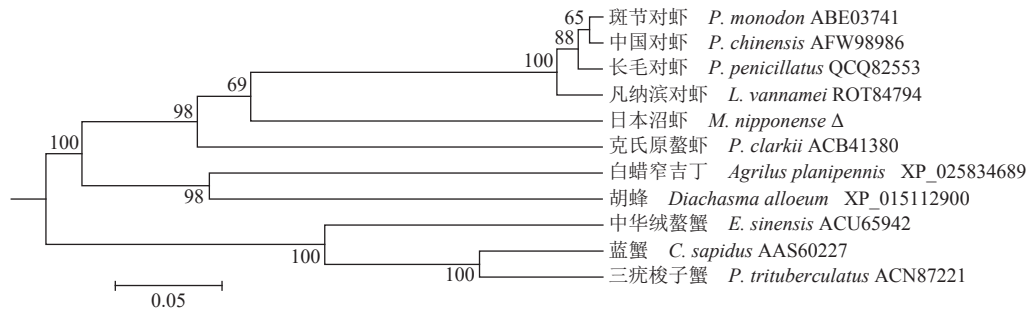 65 斑节对虾 P. monodon ABE03741
88 中国对虾 P. chinensis AFW98986
100 长毛对虾 P. penicillatus QCQ82553
69 凡纳滨对虾 L. vannamei ROT84794
98 日本沼虾 M. nipponense Δ
100 克氏原螯虾 P. clarkii ACB41380
白蜡窄吉丁 Agrilus planipennis XP_025834689
98 胡蜂 Diachasma alloeum XP_015112900
中华绒螯蟹 E. sinensis ACU65942
100 蓝蟹 C. sapidus AAS60227
100 三疣梭子蟹 P. trituberculatus ACN87221
0.05